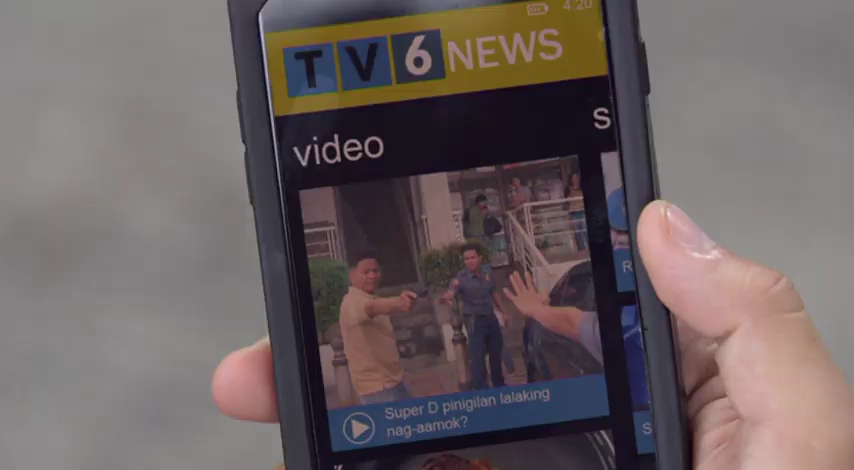 4:20
TV6NEWS
video
s
Super D pinigilan lalaking
nag-aamok?
R
S